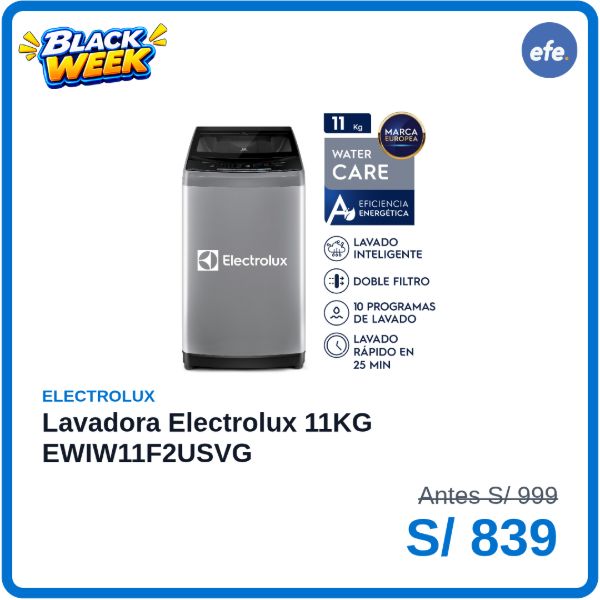 BLACK
WEEK
efe.
11 Kg
MARCA
EUROPEA
WATER
CARE
A
EFICIENCIA
ENERGÉTICA
Electrolux
LAVADO
INTELIGENTE
DOBLE FILTRO
10 PROGRAMAS
DE LAVADO
LAVADO
RÁPIDO EN
25 MIN
ELECTROLUX
Lavadora Electrolux 11KG
EWIW11F2USVG
Antes S/ 999
S/ 839